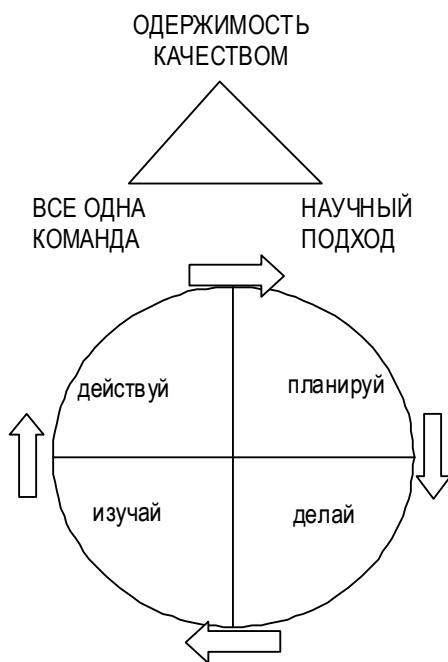 ОДЕРЖИМОСТЬ
КАЧЕСТВОМ
ВСЕ ОДНА
КОМАНДА
НАУЧНЫЙ
ПОДХОД
действуй
планируй
изучай
делай